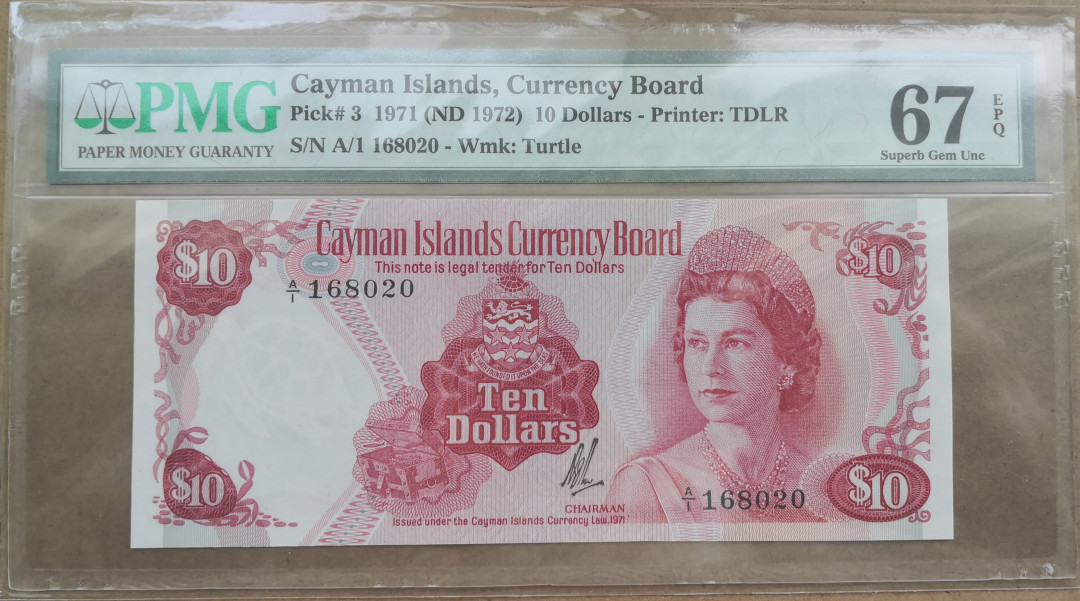 PMG
PAPER MONEY GUARANTY
Cayman Islands, Currency Board
Pick# 3 1971 (ND 1972) 10 Dollars - Printer: TDLR
S/N A/1 168020 - Wmk: Turtle
67
EPQ
Superb Gem Unc
$10
Cayman Islands Currency Board
$10
This note is legal tender for Ten Dollars
A/1 168020
Ten
Dollars
$10
CHAIRMAN
A/1 168020
$10
Issued under the Cayman Islands Currency Law, 1971